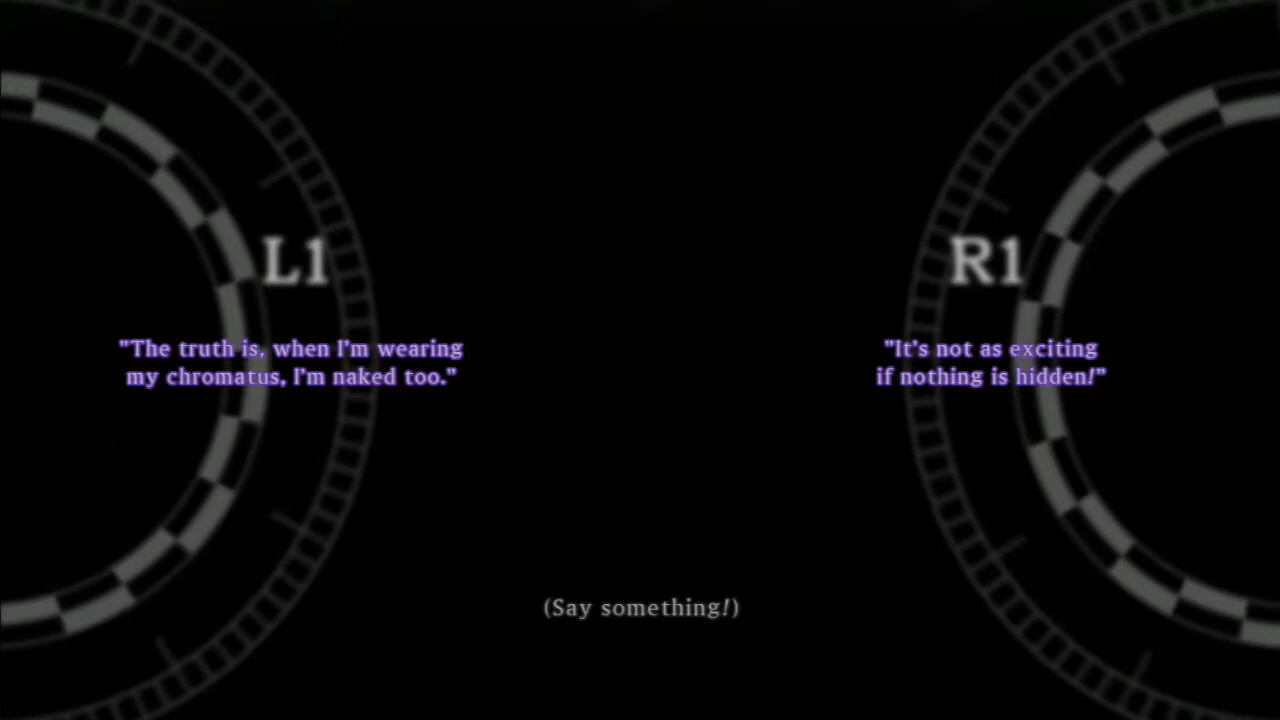 L1
R1
"The truth is, when I'm wearing
my chromatus, I'm naked too."
"It's not as exciting
if nothing is hidden!"
(Say something!)